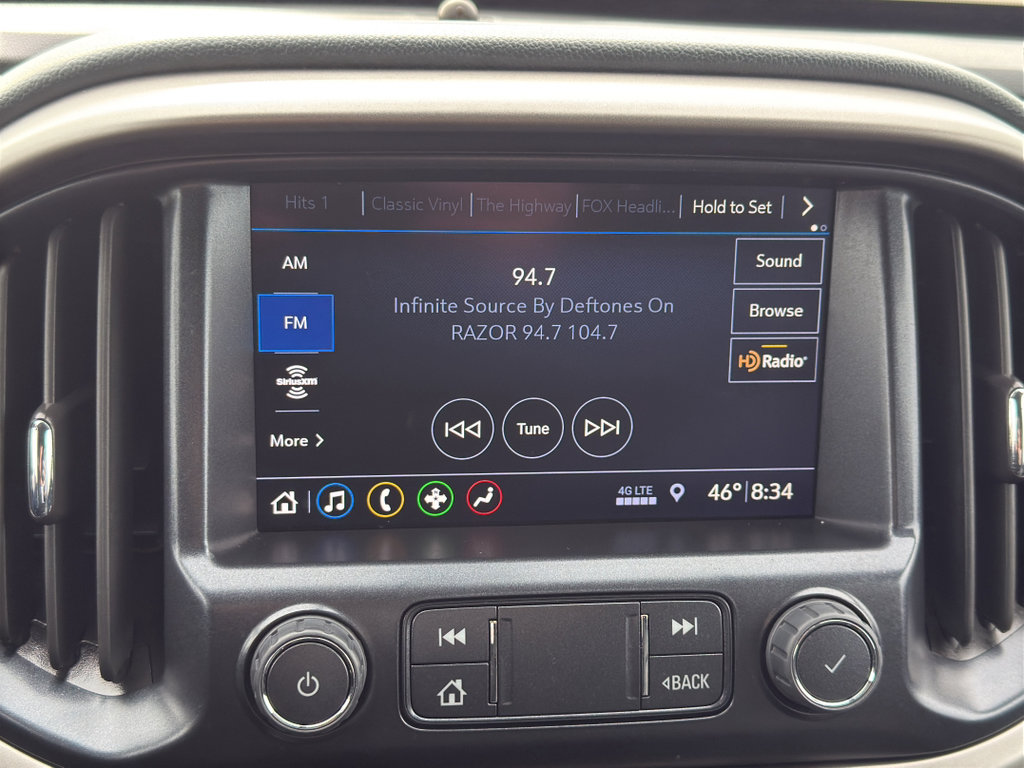 Hits 1 Classic Vinyl The Highway FOX Headli... Hold to Set
AM
FM
SiriusXM
More
94.7
Infinite Source By Deftones On
RAZOR 94.7 104.7
Tune
Sound
Browse
HD Radio®
4G LTE
46° 8:34
BACK